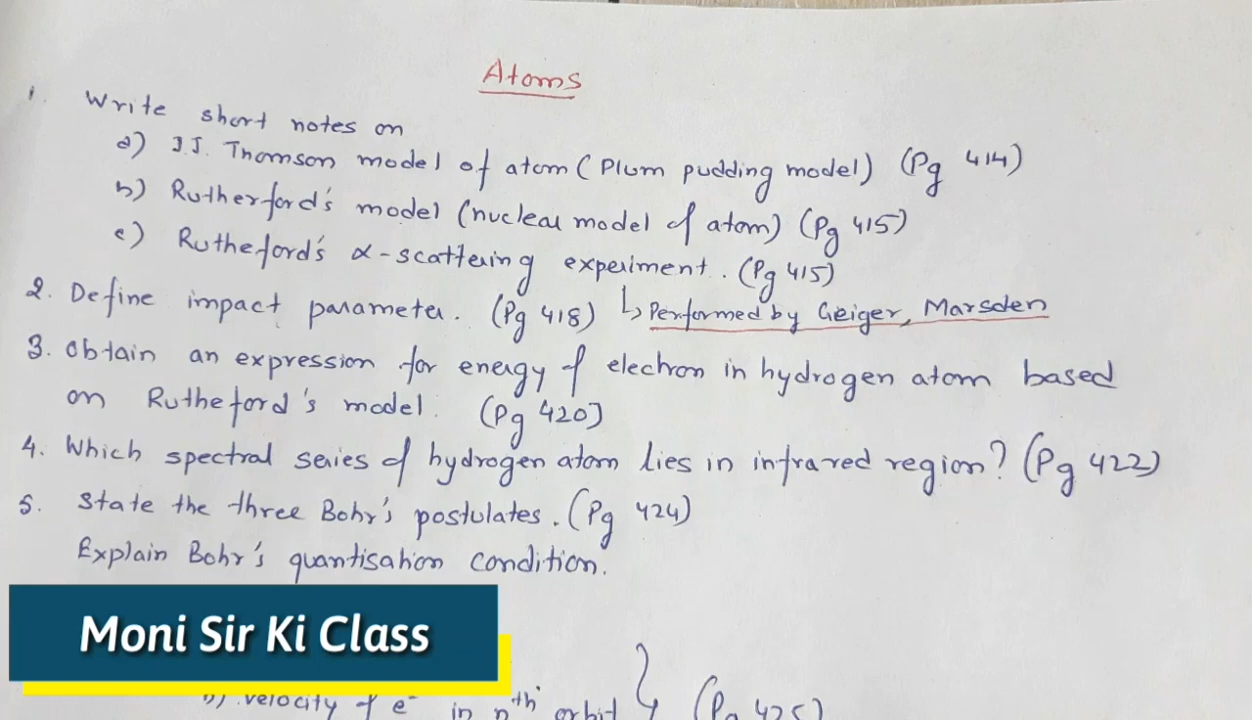 Atoms
1. Write short notes on
a) J.J. Thomson model of atom (Plum pudding model) (Pg 414)
b) Rutherford's model (nuclear model of atom) (Pg 415)
c) Rutheford's α-scattering experiment. (Pg 415)
2. Define impact parameter. (Pg 418) ↳ Performed by Geiger, Marsden
3. Obtain an expression for energy of electron in hydrogen atom based
on Rutheford's model. (Pg 420)
4. Which spectral series of hydrogen atom lies in infrared region? (Pg 422)
5. State the three Bohr's postulates. (Pg 424)
Explain Bohr's quantisation condition.
Moni Sir Ki Class
b) velocity of e⁻ in nth orbit } (Pg 425)